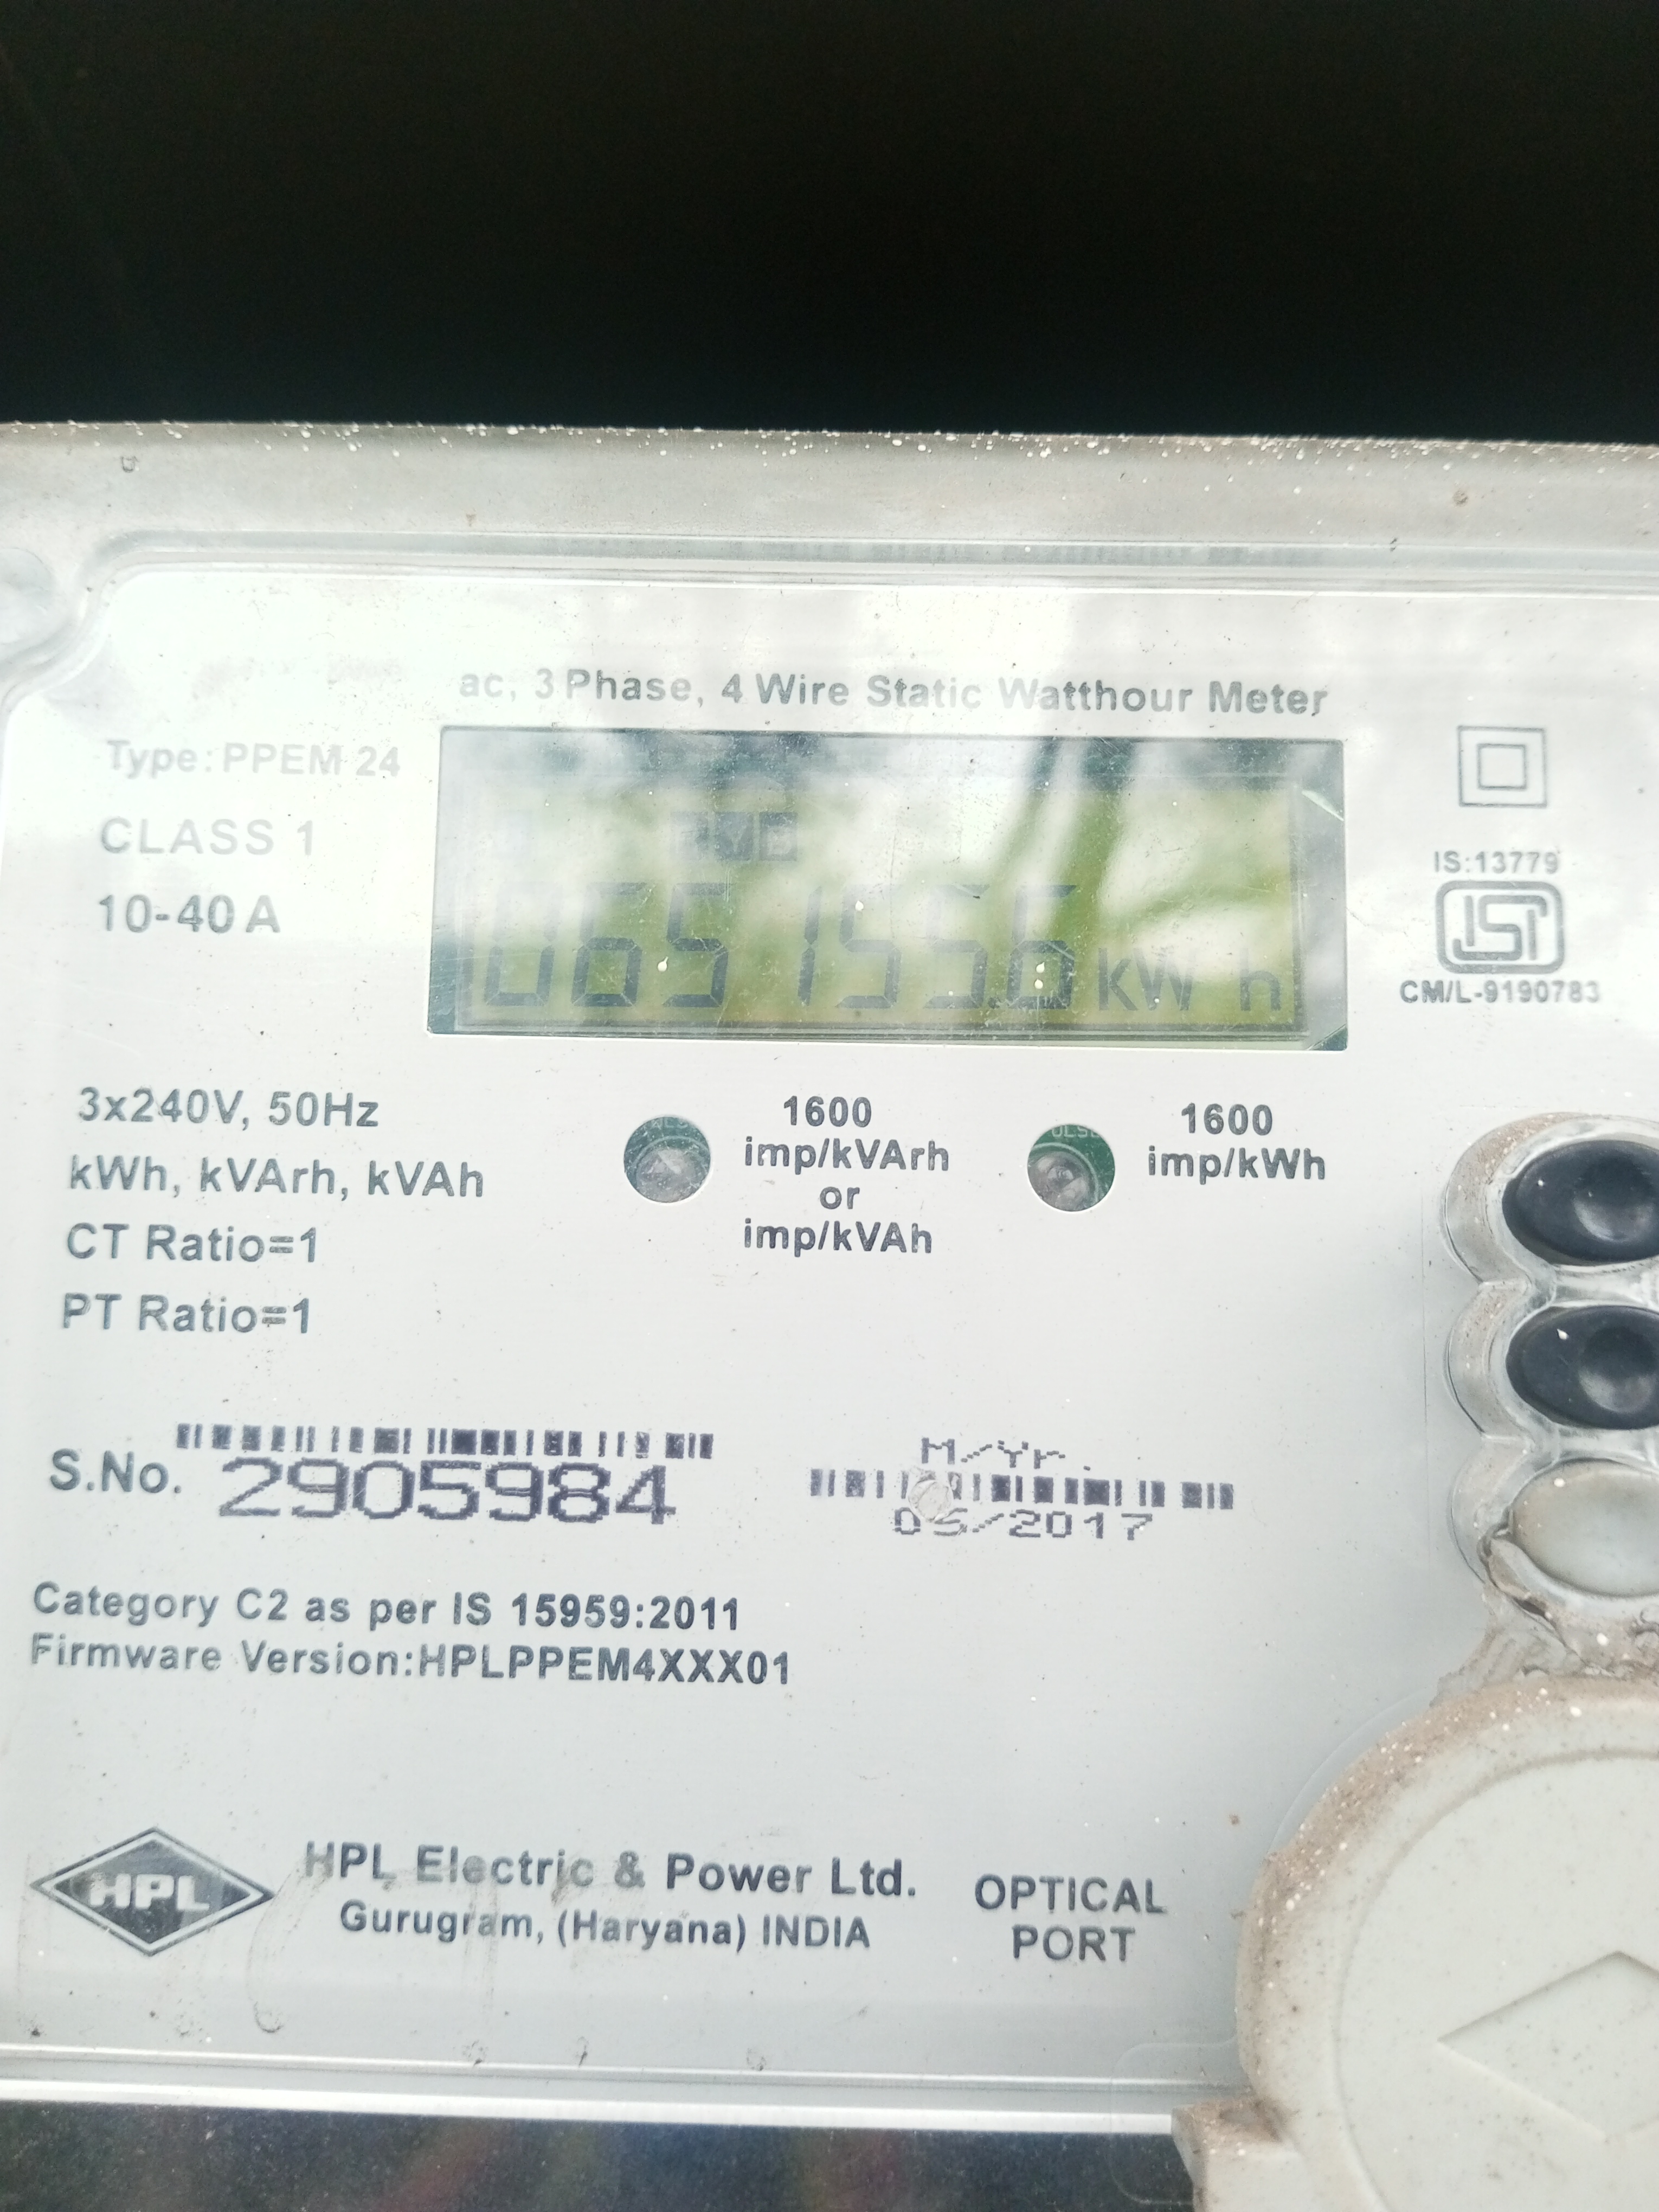 ac, 3 Phase, 4 Wire Static Watthour Meter
Type: PPEM 24
CLASS 1
10-40 A
065155.6 kW h
IS:13779
CM/L-9190783
3x240V, 50Hz
kWh, kVArh, kVAh
CT Ratio=1
PT Ratio=1
1600
imp/kVArh
or
imp/kVAh
1600
imp/kWh
S.No. 2905984
M/Yr.
05/2017
Category C2 as per IS 15959:2011
Firmware Version:HPLPPEM4XXX01
HPL
HPL Electric & Power Ltd.
Gurugram, (Haryana) INDIA
OPTICAL
PORT